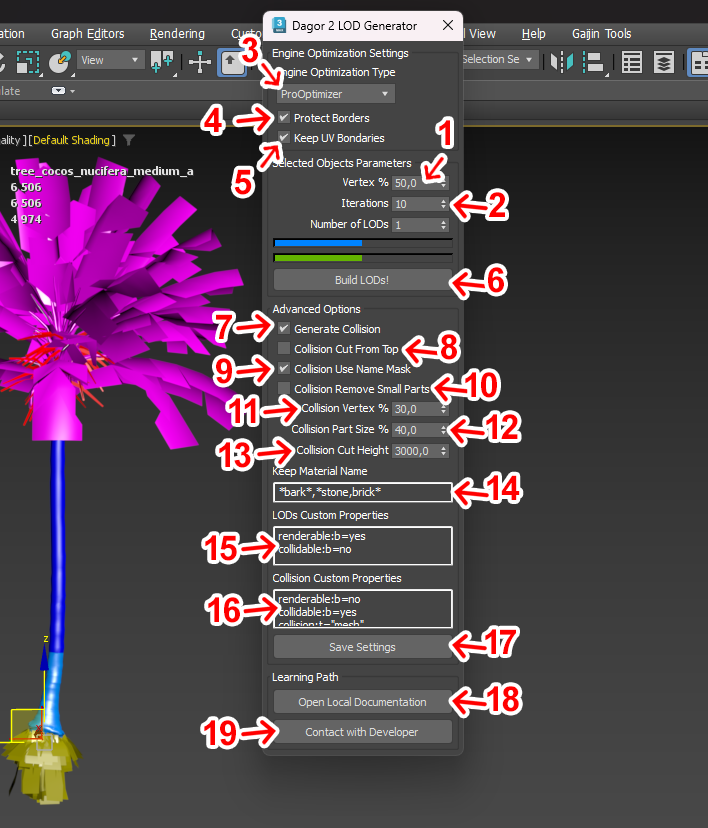 Dagor 2 LOD Generator
ation Graph Editors Rendering Custo l View Help Gaijin Tools
View
Selection Se
ulate
ality ] [Default Shading ]
tree_cocos_nucifera_medium_a
6 506
6 506
4 974
z
Engine Optimization Settings
3
Engine Optimization Type
ProOptimizer
4
Protect Borders
Keep UV Bondaries
1
5
Selected Objects Parameters
Vertex % 50,0
Iterations 10
2
Number of LODs 1
Build LODs!
6
Advanced Options
7
Generate Collision
Collision Cut From Top
8
9
Collision Use Name Mask
Collision Remove Small Parts
10
11
Collision Vertex % 30,0
Collision Part Size % 40,0
12
13
Collision Cut Height 3000,0
Keep Material Name
*bark*,*stone,brick*
14
LODs Custom Properties
15
renderable:b=yes
collidable:b=no
Collision Custom Properties
16
renderable:b=no
collidable:b=yes
collision:t="mesh"
Save Settings
17
Learning Path
Open Local Documentation
18
19
Contact with Developer